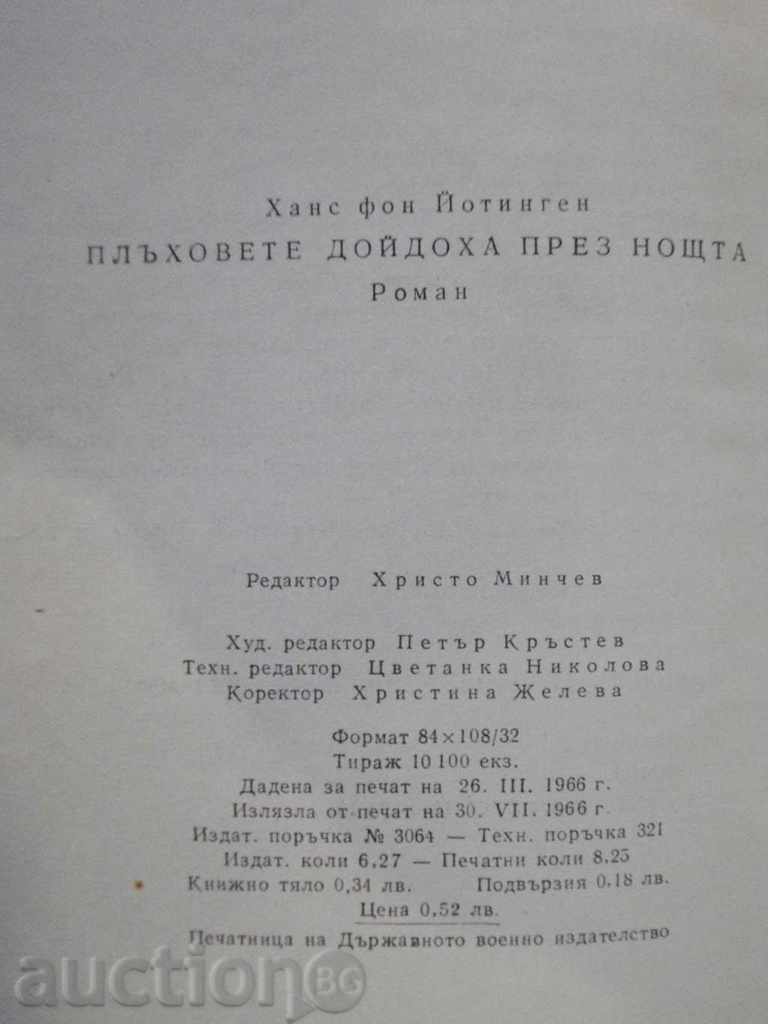 Ханс фон Йотинген
ПЛЪХОВЕТЕ ДОЙДОХА ПРЕЗ НОЩТА
Роман
Редактор Христо Минчев
Худ. редактор Петър Кръстев
Техн. редактор Цветанка Николова
Коректор Христина Желева
Формат 84×108/32
Тираж 10 100 екз.
Дадена за печат на 26. III. 1966 г.
Излязла от печат на 30. VII. 1966 г.
Издат. поръчка № 3064 — Техн. поръчка 321
Издат. коли 6,27 — Печатни коли 8,25
Книжно тяло 0,34 лв. Подвързия 0,18 лв.
Цена 0,52 лв.
Печатница на Държавното военно издателство
auctionBG